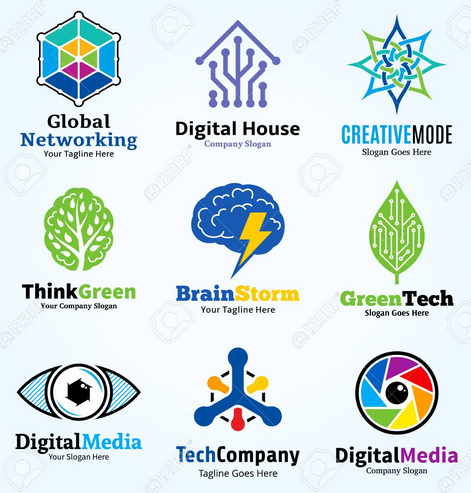 Global
Networking
Your Tagline Here
Digital House
Company Slogan
CREATIVEMODE
Slogan Goes Here
ThinkGreen
Your Company Slogan
BrainStorm
Your Tagline Here
GreenTech
Slogan Goes Here
DigitalMedia
Your Slogan Here
TechCompany
Tagline Goes Here
DigitalMedia
Company Slogan